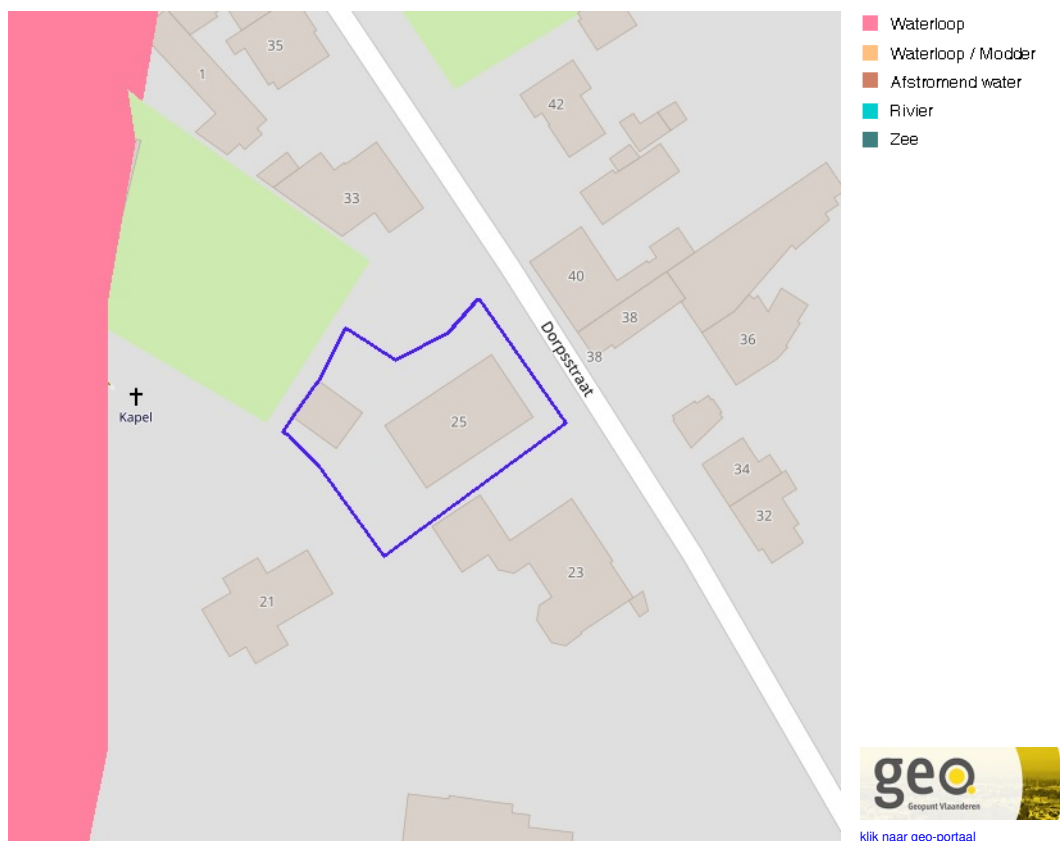 35
1
42
33
40
38
36
38
Dorpsstraat
Kapel
25
34
32
23
21
Waterloop
Waterloop / Modder
Afstromend water
Rivier
Zee
geo
Geopunt Vlaanderen
klik naar geo-portaal